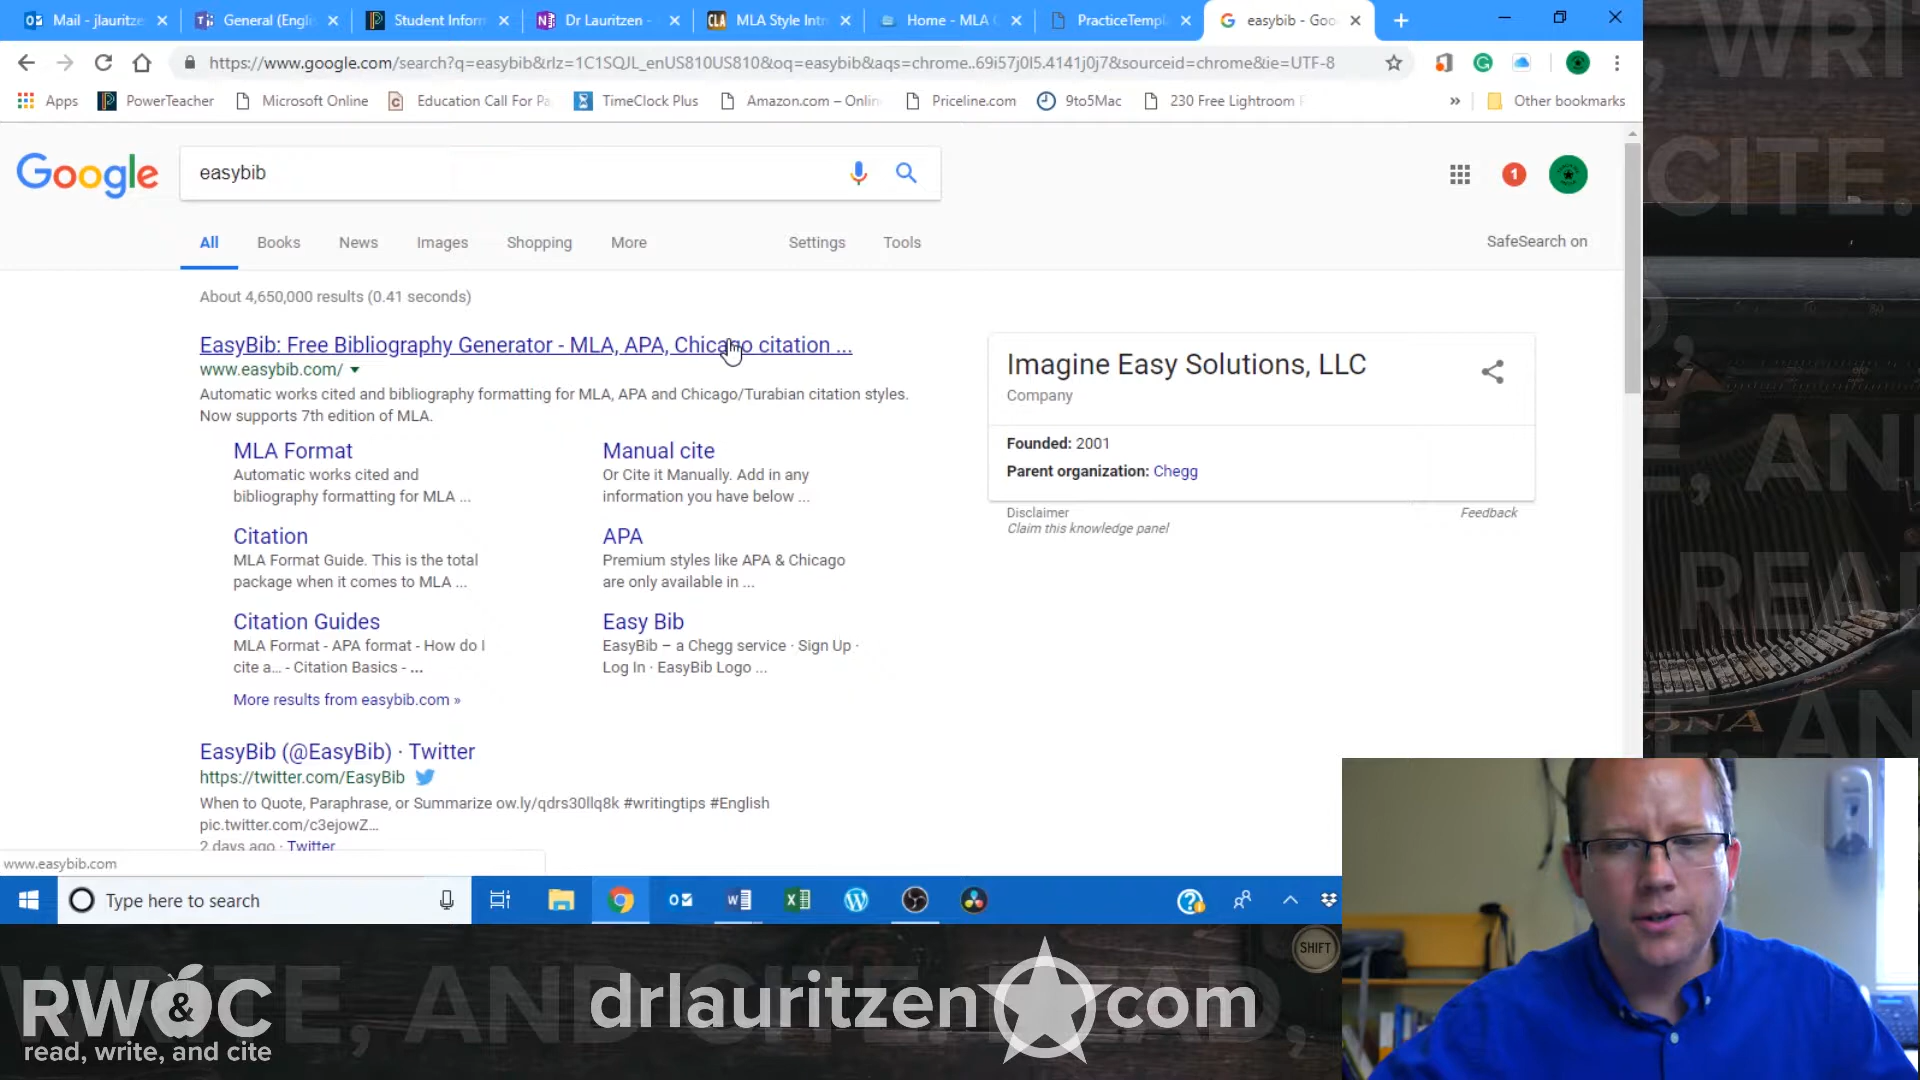 Mail - jlauritze
General (Engli
Student Inform
Dr Lauritzen -
MLA Style Intr
Home - MLA C
PracticeTempl
easybib - Goo
https://www.google.com/search?q=easybib&rlz=1C1SQJL_enUS810US810&oq=easybib&aqs=chrome..69i57j0l5.4141j0j7&sourceid=chrome&ie=UTF-8
Apps
PowerTeacher
Microsoft Online
Education Call For Pa
TimeClock Plus
Amazon.com – Onlin
Priceline.com
9to5Mac
230 Free Lightroom P
»
Other bookmarks
Google
easybib
1
All
Books
News
Images
Shopping
More
Settings
Tools
SafeSearch on
About 4,650,000 results (0.41 seconds)
EasyBib: Free Bibliography Generator - MLA, APA, Chicago citation ...
www.easybib.com/
Automatic works cited and bibliography formatting for MLA, APA and Chicago/Turabian citation styles.
Now supports 7th edition of MLA.
MLA Format
Automatic works cited and
bibliography formatting for MLA ...
Manual cite
Or Cite it Manually. Add in any
information you have below ...
Citation
MLA Format Guide. This is the total
package when it comes to MLA ...
APA
Premium styles like APA & Chicago
are only available in ...
Citation Guides
MLA Format - APA format - How do I
cite a... - Citation Basics - ...
Easy Bib
EasyBib – a Chegg service · Sign Up ·
Log In · EasyBib Logo ...
More results from easybib.com »
EasyBib (@EasyBib) · Twitter
https://twitter.com/EasyBib
When to Quote, Paraphrase, or Summarize ow.ly/qdrs30llq8k #writingtips #English
pic.twitter.com/c3ejowZ…
2 days ago · Twitter
Imagine Easy Solutions, LLC
Company
Founded: 2001
Parent organization: Chegg
Disclaimer
Claim this knowledge panel
Feedback
www.easybib.com
Type here to search
SHIFT
RW&C
read, write, and cite
drlauritzen.com
WRITE, AND CITE. READ,
WRIT
CITE.
READ
E, AN